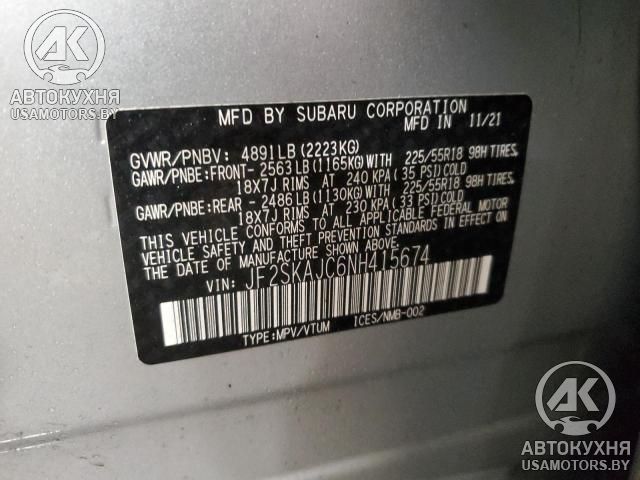 AK
АВТОКУХНЯ
USAMOTORS.BY
MFD BY SUBARU CORPORATION
MFD IN 11/21
GVWR/PNBV: 4891LB (2223KG)
GAWR/PNBE:FRONT- 2563LB (1165KG) WITH 225/55R18 98H TIRES,
18X7J RIMS AT 240 KPA (35 PSI) COLD
GAWR/PNBE:REAR - 2486LB (1130KG) WITH 225/55R18 98H TIRES,
18X7J RIMS AT 230 KPA (33 PSI) COLD
THIS VEHICLE CONFORMS TO ALL APPLICABLE FEDERAL MOTOR
VEHICLE SAFETY AND THEFT PREVENTION STANDARDS IN EFFECT
ON THE DATE OF MANUFACTURE SHOWN ABOVE.
VIN: JF2SKAJC6NH415674
TYPE:MPV/VTUM ICES/NMB-002
AK
АВТОКУХНЯ
USAMOTORS.BY